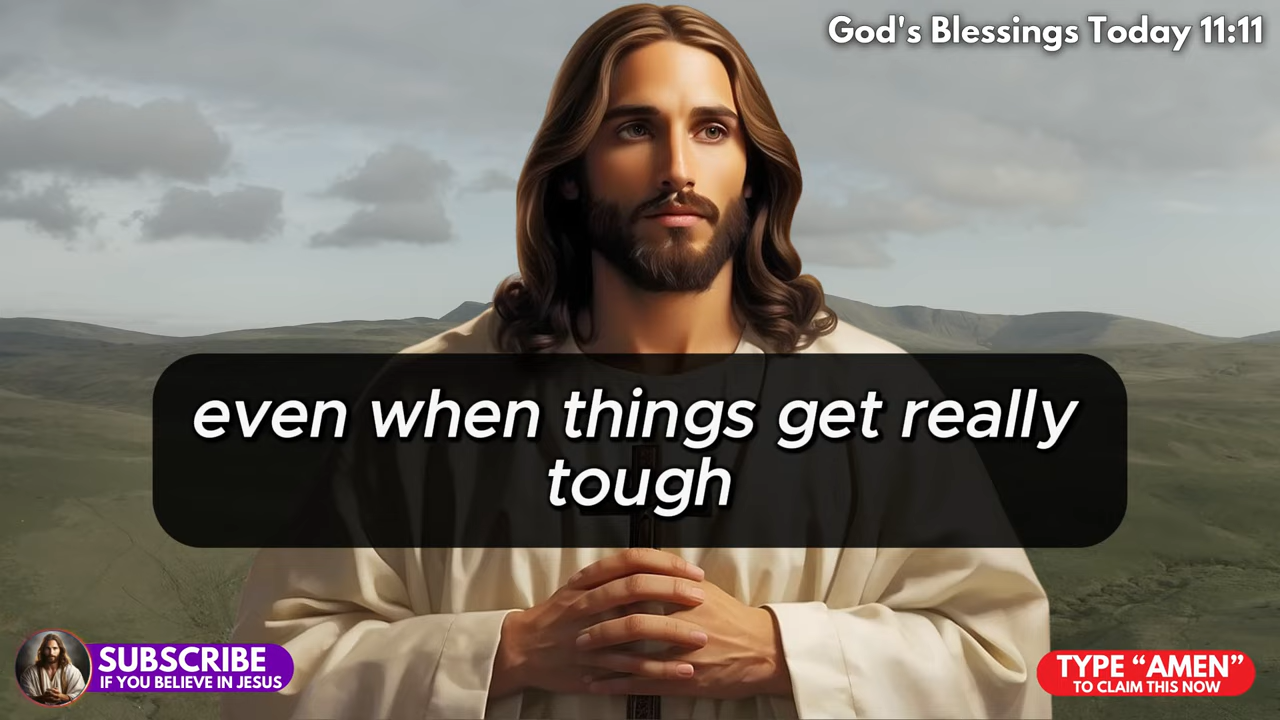 God's Blessings Today 11:11
even when things get really
tough
SUBSCRIBE
IF YOU BELIEVE IN JESUS
TYPE “AMEN”
TO CLAIM THIS NOW